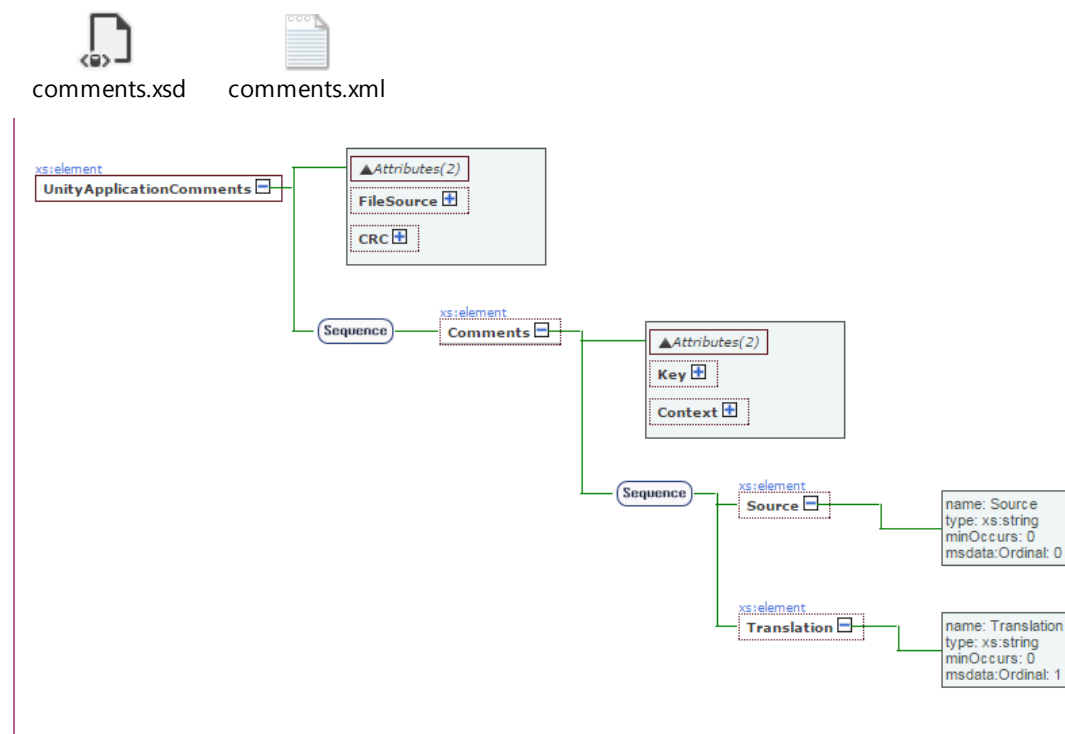 comments.xsd
comments.xml
xs:element
UnityApplicationComments
▲Attributes(2)
FileSource
CRC
Sequence
xs:element
Comments
▲Attributes(2)
Key
Context
Sequence
xs:element
Source
name: Source
type: xs:string
minOccurs: 0
msdata:Ordinal: 0
xs:element
Translation
name: Translation
type: xs:string
minOccurs: 0
msdata:Ordinal: 1